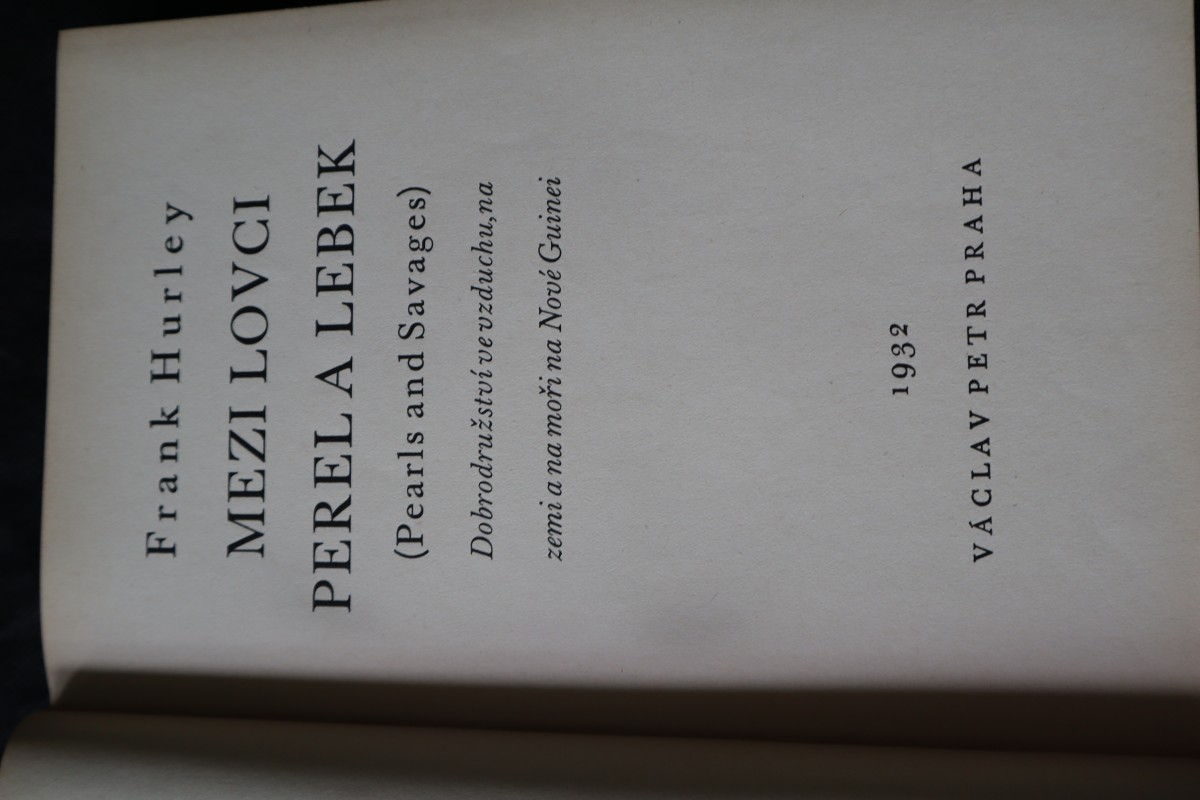 Frank Hurley
MEZI LOVCI
PEREL A LEBEK
(Pearls and Savages)
Dobrodružství ve vzduchu, na
zemi a na moři na Nové Guinei
1932
VÁCLAV PETR PRAHA